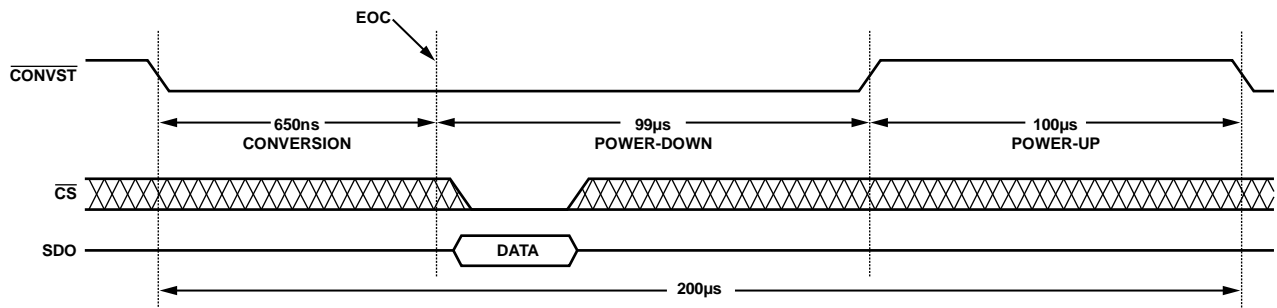 EOC
CONVST
650ns
CONVERSION
99µs
POWER-DOWN
100µs
POWER-UP
CS
SDO
DATA
200µs